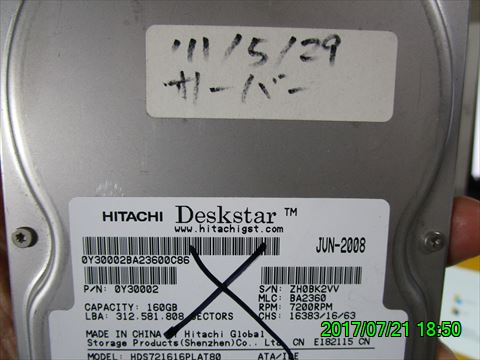 111/5/29
サーバー
HITACHI Deskstar™
www.hitachigst.com
JUN-2008
0Y30002BA23600C86
P/N: 0Y30002
S/N: ZH0BK2VV
MLC: BA2360
CAPACITY: 160GB
RPM: 7200RPM
LBA: 312.581.808 SECTORS
CHS: 16383/16/63
MADE IN CHINA BY Hitachi Global
Storage Products(Shenzhen)Co., Ltd. CN E182115 CN
MODEL: HDS721616PLAT80 ATA/IDE
2017/07/21 18:50